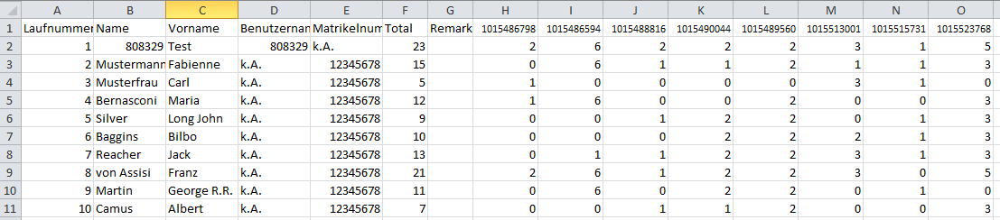 A B C D E F G H I J K L M N O
1 Laufnummer Name Vorname Benutzernam Matrikelnum Total Remark 1015486798 1015486594 1015488816 1015490044 1015489560 1015513001 1015515731 1015523768
2 1 808329 Test 808329 k.A. 23 2 6 2 2 2 3 1 5
3 2 Mustermann Fabienne k.A. 12345678 15 0 6 1 1 2 1 1 3
4 3 Musterfrau Carl k.A. 12345678 5 1 0 0 0 0 3 1 0
5 4 Bernasconi Maria k.A. 12345678 12 1 6 0 0 2 0 0 3
6 5 Silver Long John k.A. 12345678 9 0 0 1 2 2 0 1 3
7 6 Baggins Bilbo k.A. 12345678 10 0 0 0 2 2 2 1 3
8 7 Reacher Jack k.A. 12345678 13 0 1 1 2 2 3 1 3
9 8 von Assisi Franz k.A. 12345678 21 2 6 1 2 2 3 0 5
10 9 Martin George R.R. k.A. 12345678 11 0 6 0 2 2 0 1 0
11 10 Camus Albert k.A. 12345678 7 0 0 1 1 2 0 0 3